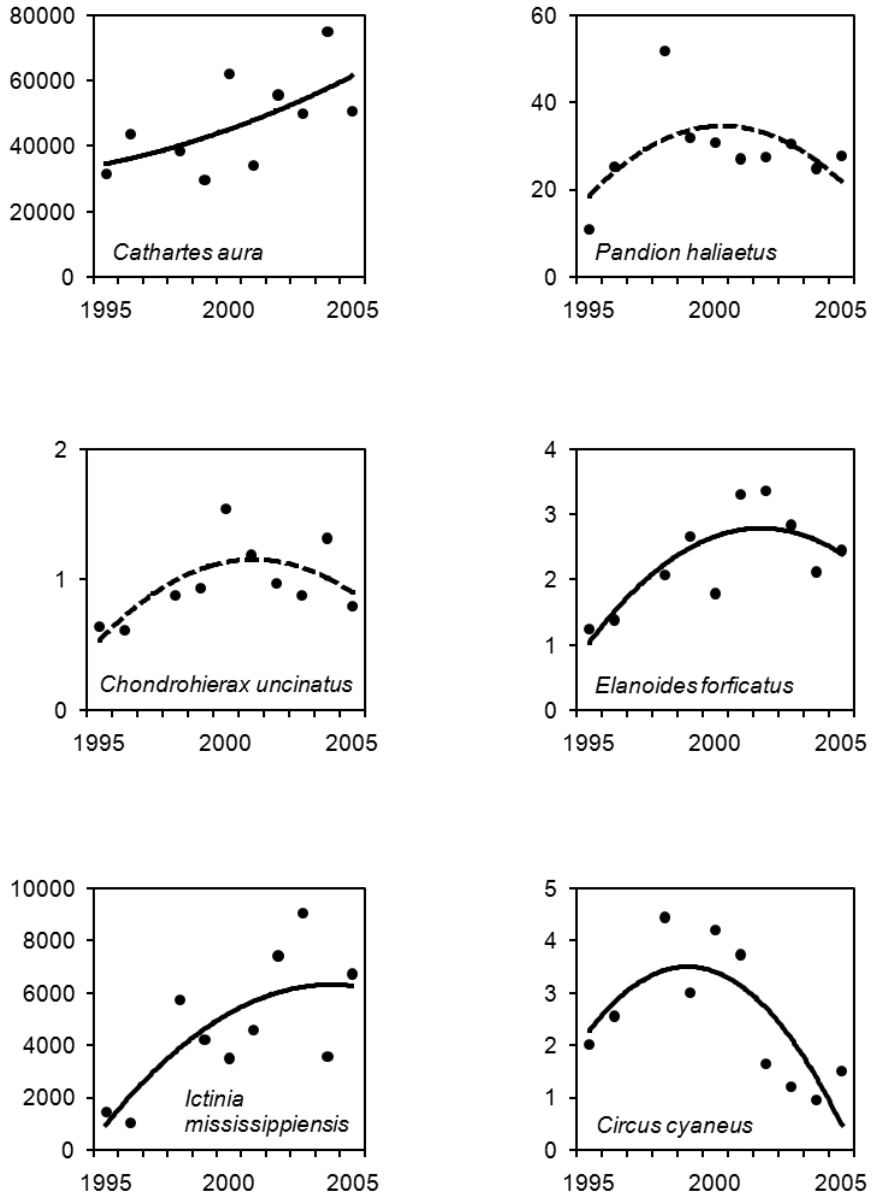 80000
60000
40000
20000
0
Cathartes aura
1995 2000 2005
60
40
20
0
Pandion haliaetus
1995 2000 2005
2
1
0
Chondrohierax uncinatus
1995 2000 2005
4
3
2
1
0
Elanoides forficatus
1995 2000 2005
10000
8000
6000
4000
2000
0
Ictinia
mississippiensis
1995 2000 2005
5
4
3
2
1
0
Circus cyaneus
1995 2000 2005